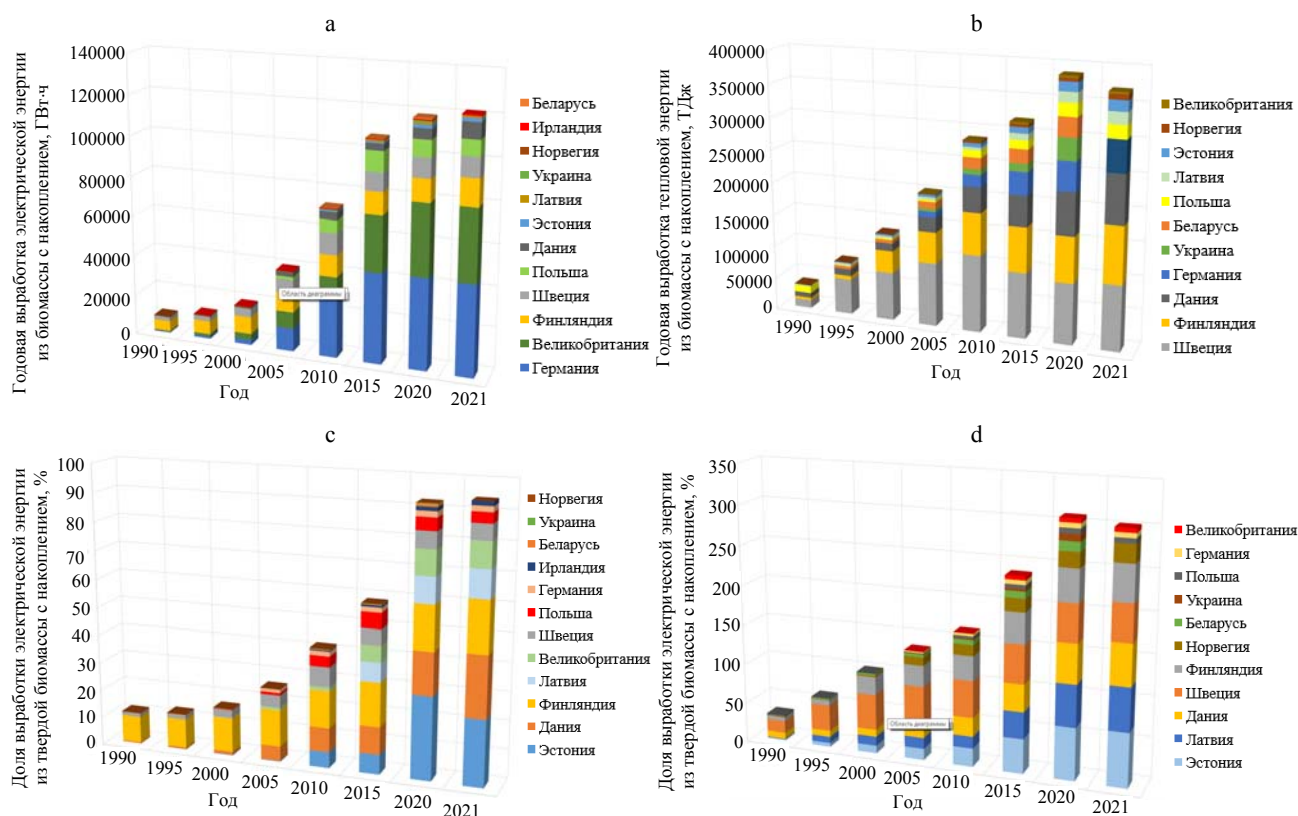 a
Годовая выработка электрической энергии
из биомассы с накоплением, ГВт·ч
140000
120000
100000
80000
60000
40000
20000
0
1990
1995
2000
2005
2010
2015
2020
2021
Год
Область диаграммы
Беларусь
Ирландия
Норвегия
Украина
Латвия
Эстония
Дания
Польша
Швеция
Финляндия
Великобритания
Германия
b
Годовая выработка тепловой энергии
из биомассы с накоплением, ТДж
400000
350000
300000
250000
200000
150000
100000
50000
0
1990
1995
2000
2005
2010
2015
2020
2021
Год
Великобритания
Норвегия
Эстония
Латвия
Польша
Беларусь
Украина
Германия
Дания
Финляндия
Швеция
c
Доля выработки электрической энергии
из твердой биомассы с накоплением, %
100
90
80
70
60
50
40
30
20
10
0
1990
1995
2000
2005
2010
2015
2020
2021
Год
Норвегия
Украина
Беларусь
Ирландия
Германия
Польша
Швеция
Великобритания
Латвия
Финляндия
Дания
Эстония
d
Доля выработки электрической энергии
из твердой биомассы с накоплением, %
350
300
250
200
150
100
50
0
1990
1995
2000
2005
2010
2015
2020
2021
Год
Область диаграммы
Великобритания
Германия
Польша
Украина
Беларусь
Норвегия
Финляндия
Швеция
Дания
Латвия
Эстония